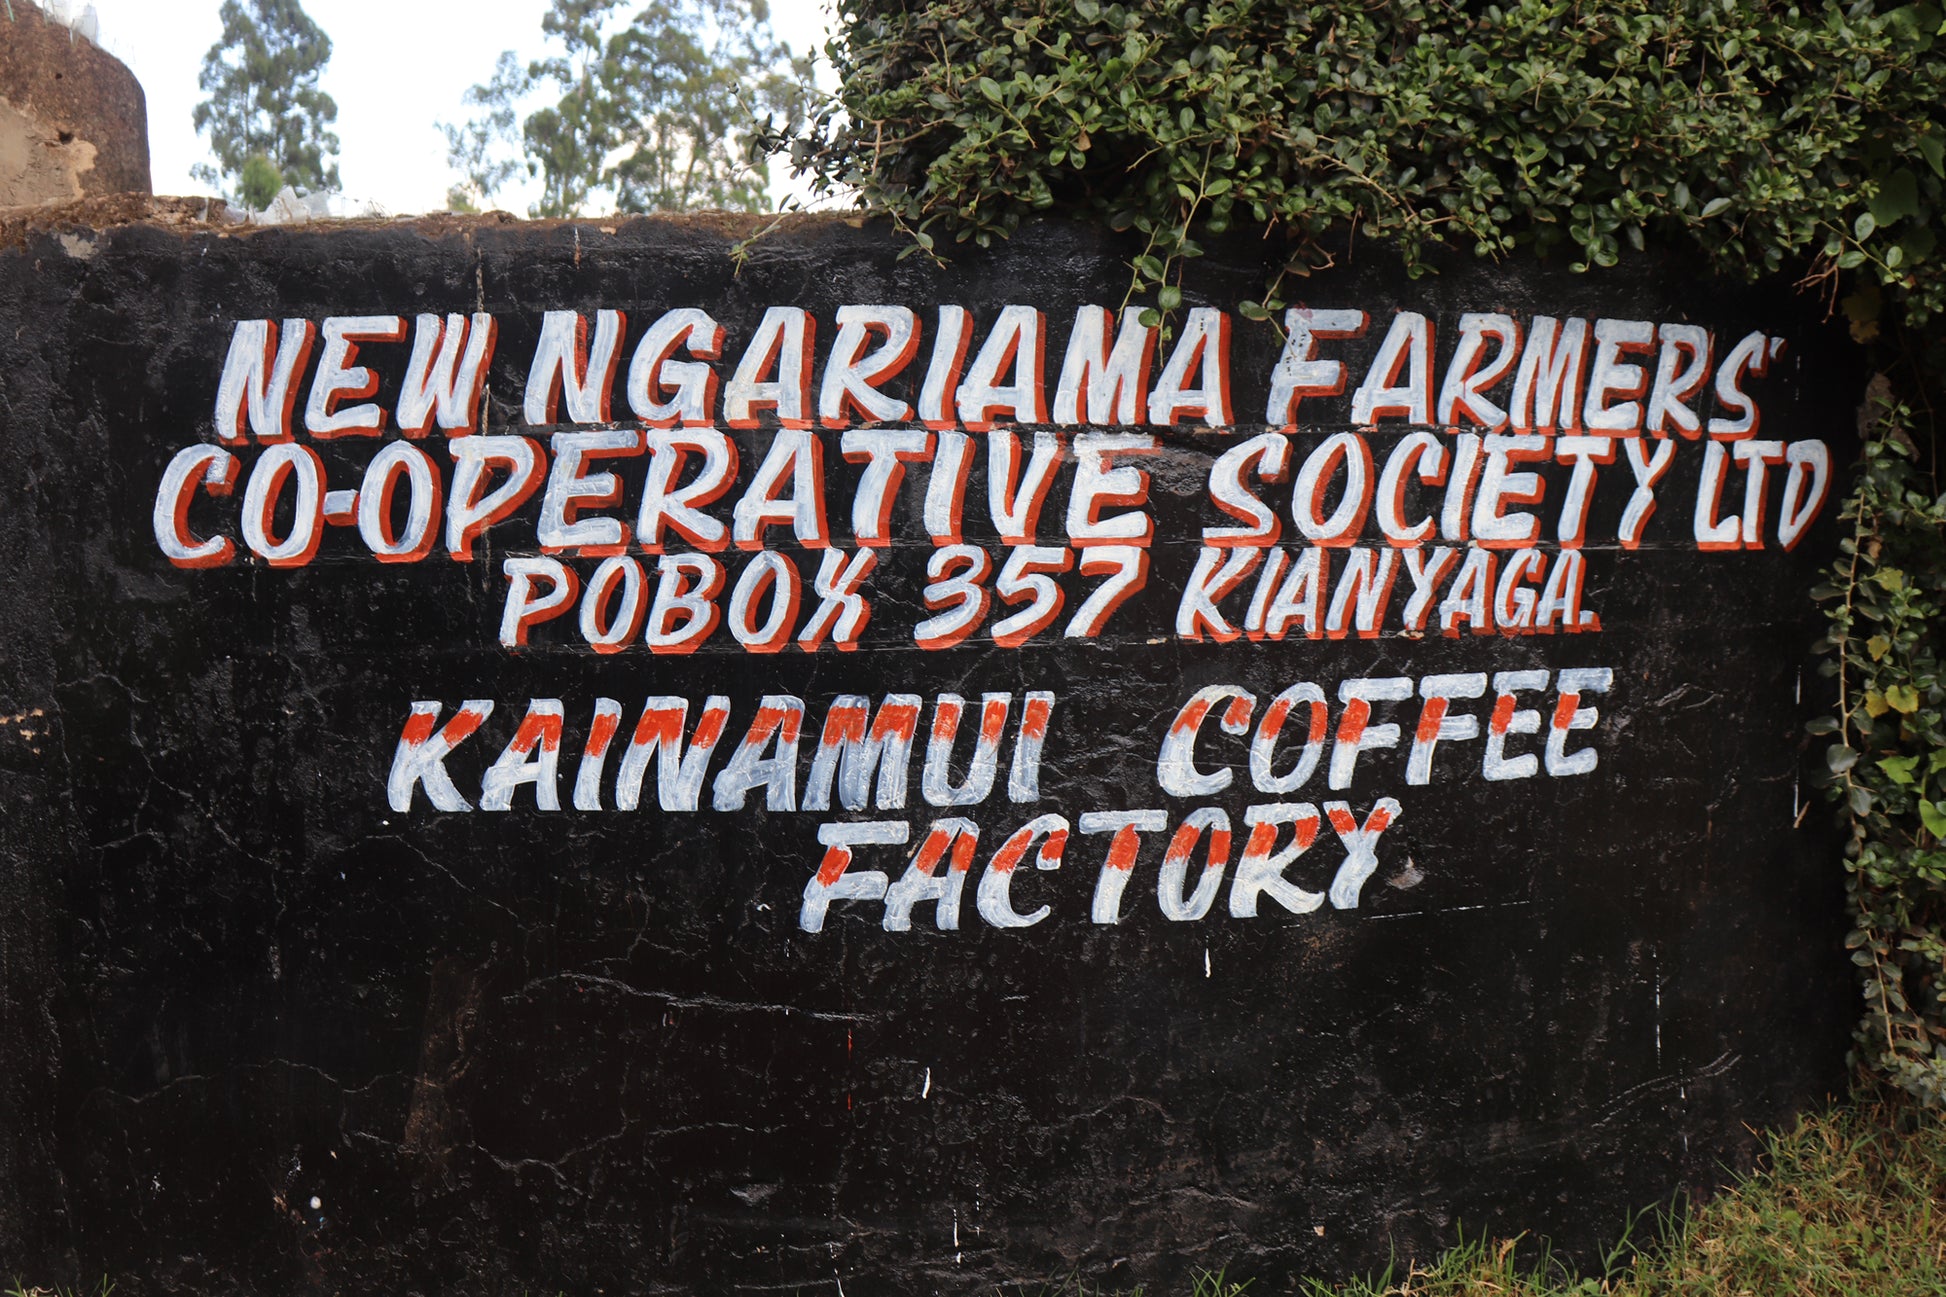 NEW NGARIAMA FARMERS'
CO-OPERATIVE SOCIETY LTD
POBOX 357 KIANYAGA.
KAINAMUI COFFEE
FACTORY